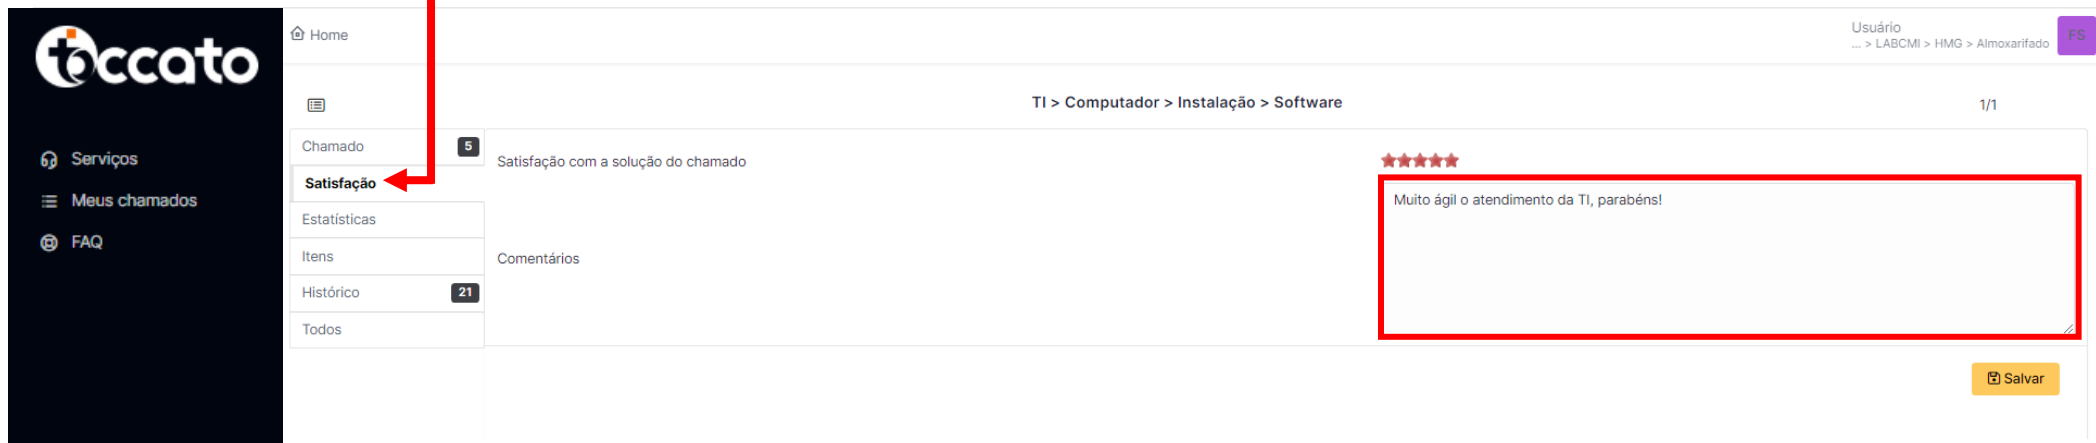 toccato
Serviços
Meus chamados
FAQ
Home
Usuário
... > LABCMI > HMG > Almoxarifado
FS
TI > Computador > Instalação > Software
1/1
Chamado 5
Satisfação
Estatísticas
Itens
Histórico 21
Todos
Satisfação com a solução do chamado
Muito ágil o atendimento da TI, parabéns!
Comentários
Salvar